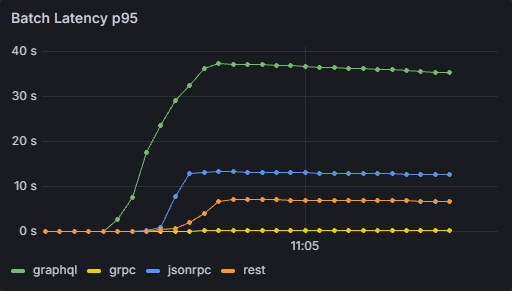 Batch Latency p95
40 s
30 s
20 s
10 s
0 s
11:05
graphql grpc jsonrpc rest